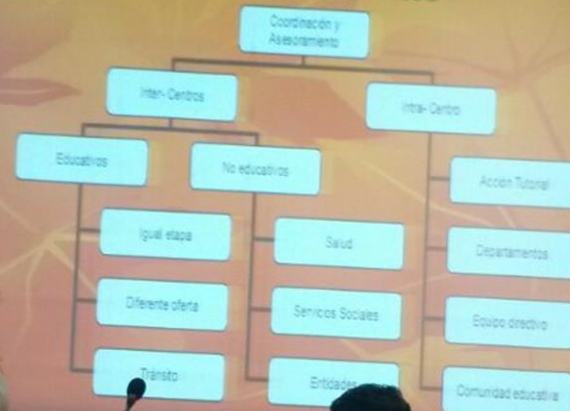 Coordinación y
Asesoramiento
Inter- Centros
Intra- Centro
Educativos
No educativos
Acción Tutorial
Igual etapa
Salud
Departamentos
Diferente oferta
Servicios Sociales
Equipo directivo
Tránsito
Entidades
Comunidad educativa